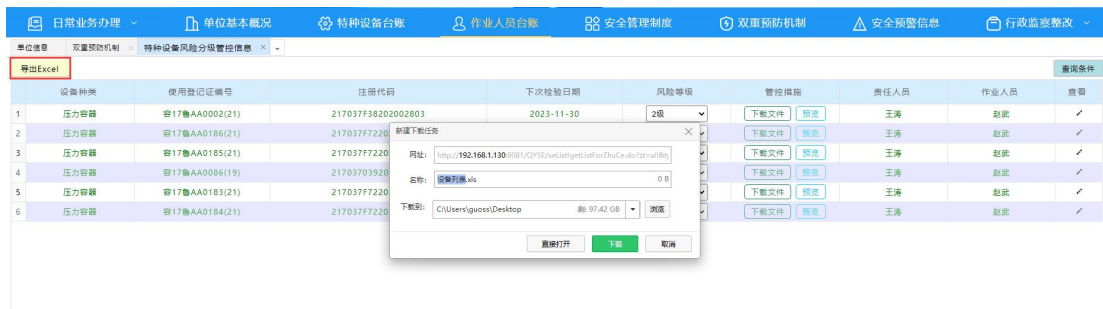 日常业务办理 单位基本概况 特种设备台账 作业人员台账 安全管理制度 双重预防机制 安全预警信息 行政监察整改
单位信息 双重预防机制 × 特种设备风险分级管控信息 ×
导出Excel 查询条件
设备种类 使用登记证编号 注册代码 下次检验日期 风险等级 管控措施 责任人员 作业人员 查看
1 压力容器 容17鲁AA0002(21) 217037F38202002803 2023-11-30 2级 下载文件 预览 王涛 赵武
2 压力容器 容17鲁AA0186(21) 217037F7220 下载文件 预览 王涛 赵武
3 压力容器 容17鲁AA0185(21) 217037F7220 下载文件 预览 王涛 赵武
4 压力容器 容17鲁AA0086(19) 21703703920 下载文件 预览 王涛 赵武
5 压力容器 容17鲁AA0183(21) 217037F7220 下载文件 预览 王涛 赵武
6 压力容器 容17鲁AA0184(21) 217037F7220 下载文件 预览 王涛 赵武
新建下载任务 ×
网址: http://192.168.1.130:8081/QYSE/seList!getListForZhuCe.do?zt=all&
名称: 设备列表.xls 0 B
下载到: C:\Users\guoss\Desktop 剩: 97.42 GB 浏览
直接打开 下载 取消